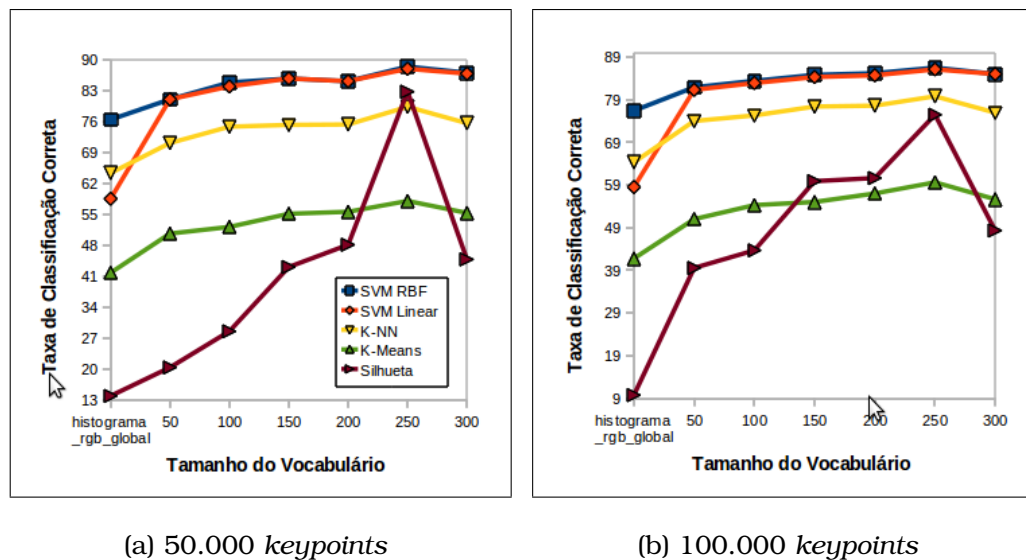 Taxa de Classificação Correta
90
83
76
69
62
55
48
41
34
27
20
13
SVM RBF
SVM Linear
K-NN
K-Means
Silhueta
histograma
_rgb_global
50
100
150
200
250
300
Tamanho do Vocabulário
(a) 50.000 keypoints
Taxa de Classificação Correta
89
79
69
59
49
39
29
19
9
histograma
_rgb_global
50
100
150
200
250
300
Tamanho do Vocabulário
(b) 100.000 keypoints